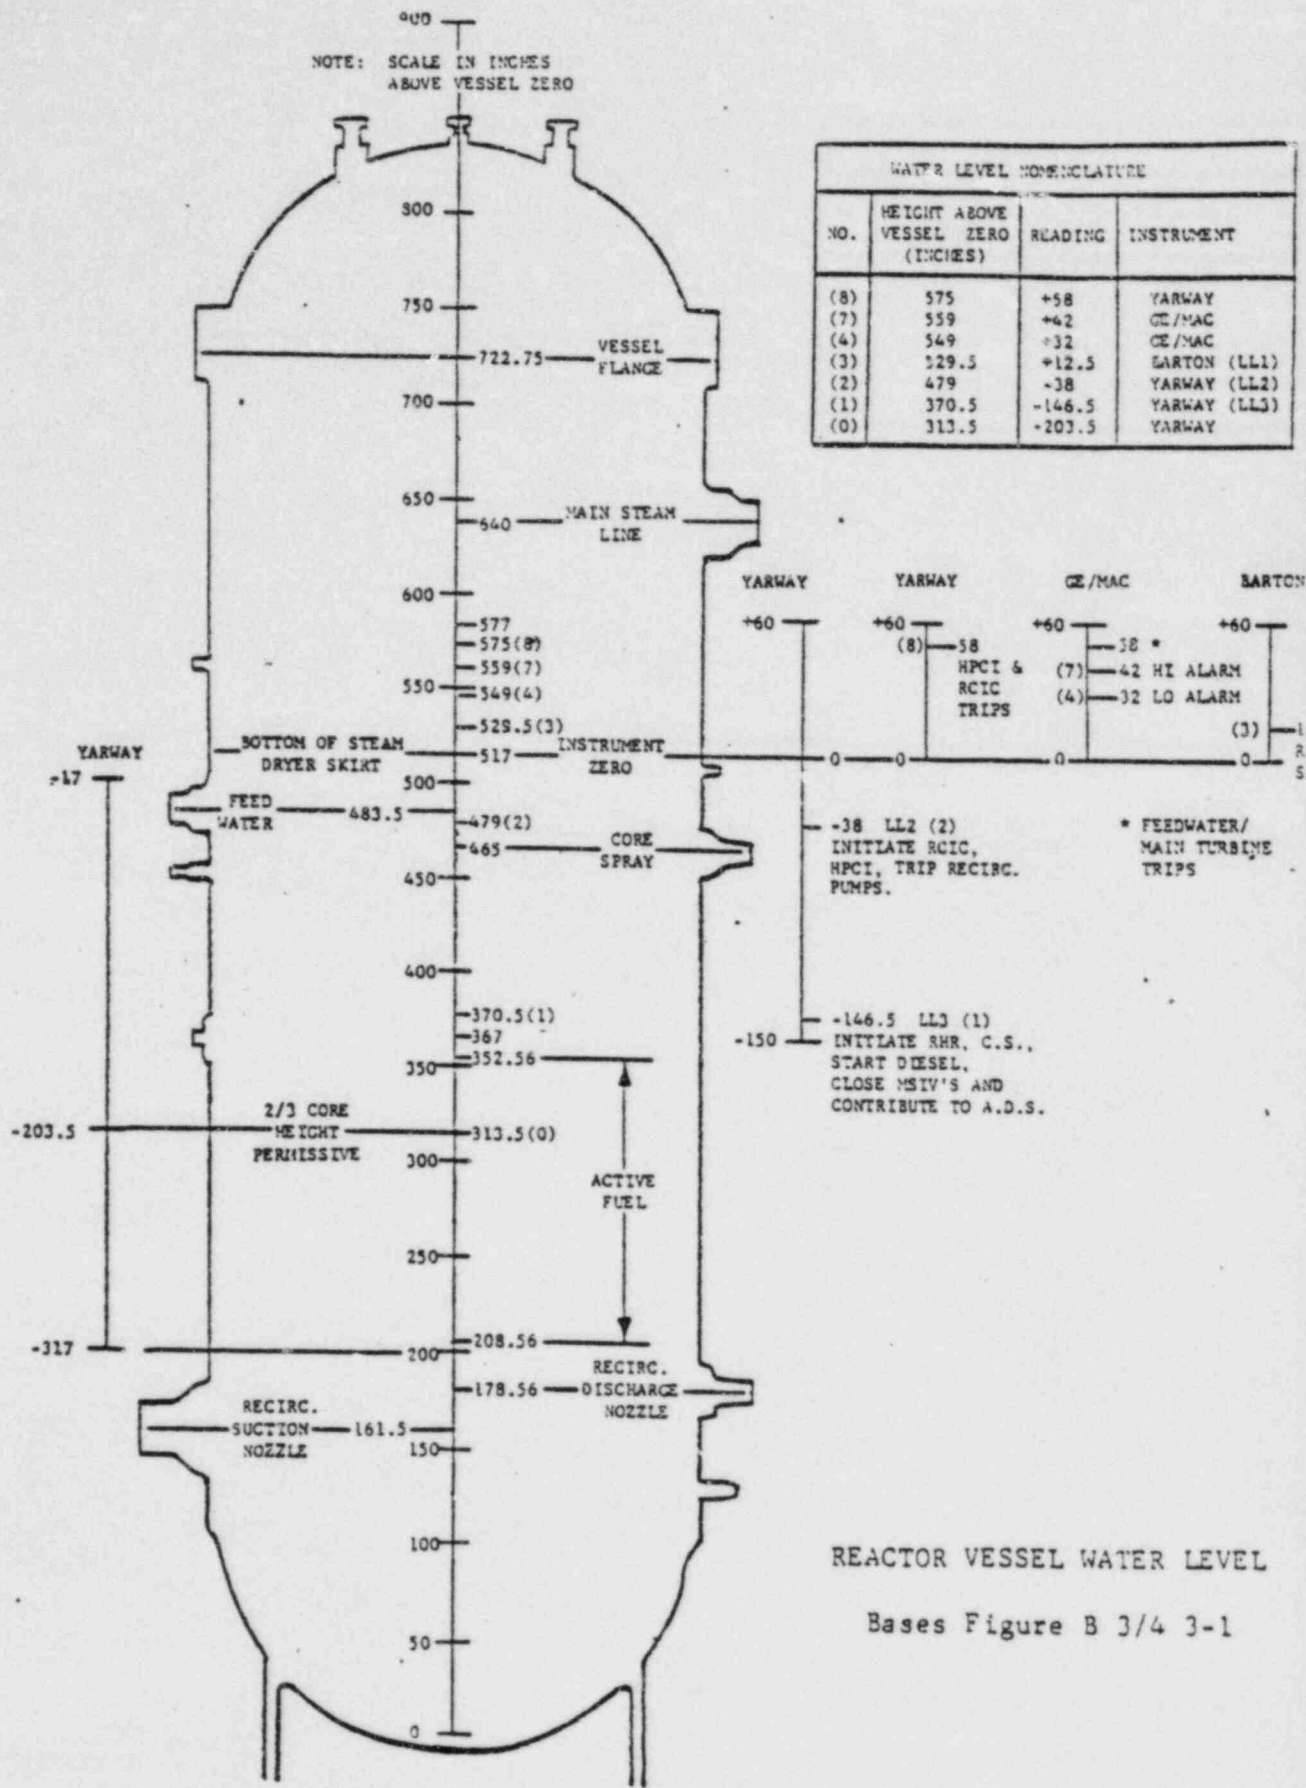 900
NOTE: SCALE IN INCHES
ABOVE VESSEL ZERO
WATER LEVEL NOMENCLATURE
NO.
HEIGHT ABOVE
VESSEL ZERO
(INCHES)
READING
INSTRUMENT
(8) 575 +58 YARWAY
(7) 559 +42 GE/MAC
(4) 549 +32 GE/MAC
(3) 529.5 +12.5 BARTON (LL1)
(2) 479 -38 YARWAY (LL2)
(1) 370.5 -146.5 YARWAY (LL3)
(0) 313.5 -203.5 YARWAY
800
750
722.75
VESSEL
FLANGE
700
650
640
MAIN STEAM
LINE
600
577
575(8)
559(7)
550
549(4)
529.5(3)
BOTTOM OF STEAM
DRYER SKIRT
517
INSTRUMENT
ZERO
500
FEED
WATER
483.5
479(2)
465
CORE
SPRAY
450
400
370.5(1)
367
352.56
350
2/3 CORE
HEIGHT
PERMISSIVE
313.5(0)
300
ACTIVE
FUEL
250
208.56
200
RECIRC.
DISCHARGE
NOZZLE
178.56
RECIRC.
SUCTION
NOZZLE
161.5
150
100
50
0
YARWAY
-17
-203.5
-317
YARWAY
+60
0
-38 LL2 (2)
INITIATE RCIC,
HPCI, TRIP RECIRC.
PUMPS.
-146.5 LL3 (1)
-150
INITIATE RHR, C.S.,
START DIESEL,
CLOSE MSIV'S AND
CONTRIBUTE TO A.D.S.
YARWAY
+60
(8) 58
HPCI &
RCIC
TRIPS
0
GE/MAC
+60
58 *
(7) 42 HI ALARM
(4) 32 LO ALARM
0
BARTON
+60
(3)
R
0
S
* FEEDWATER/
MAIN TURBINE
TRIPS
REACTOR VESSEL WATER LEVEL
Bases Figure B 3/4 3-1